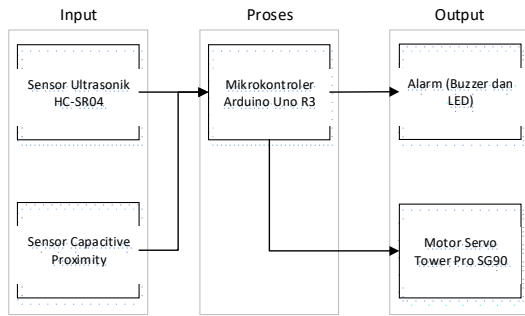 Input
Proses
Output
Sensor Ultrasonik
HC-SR04
Mikrokontroler
Arduino Uno R3
Alarm (Buzzer dan
LED)
Sensor Capacitive
Proximity
Motor Servo
Tower Pro SG90